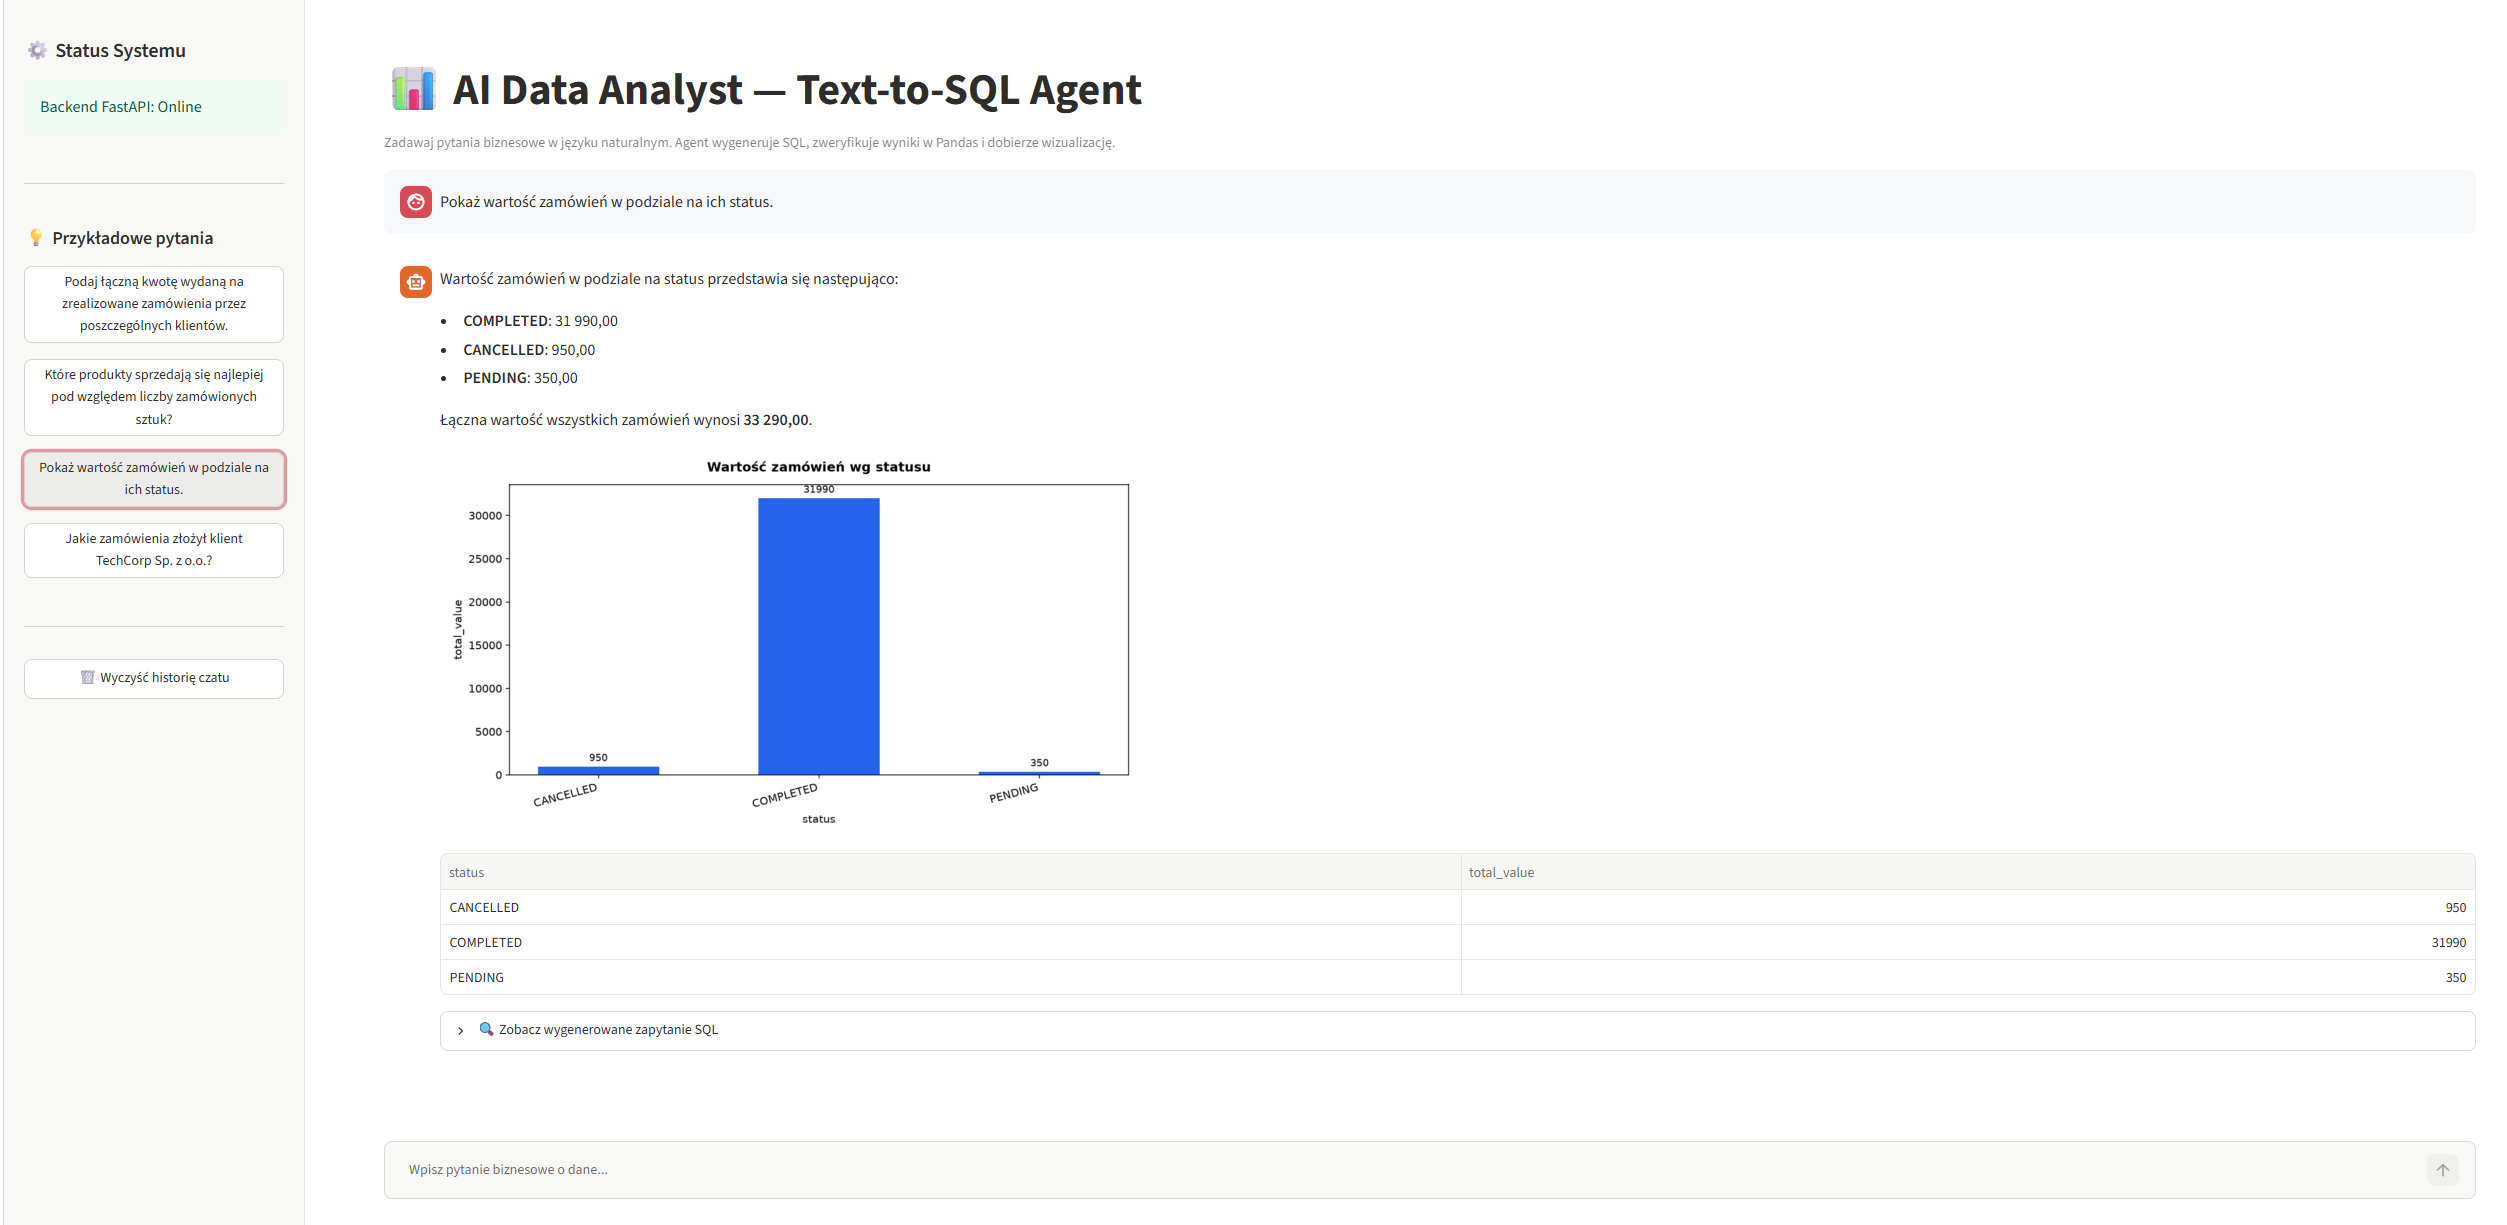 Status Systemu
Backend FastAPI: Online
Przykładowe pytania
Podaj łączną kwotę wydaną na
zrealizowane zamówienia przez
poszczególnych klientów.
Które produkty sprzedają się najlepiej
pod względem liczby zamówionych
sztuk?
Pokaż wartość zamówień w podziale na
ich status.
Jakie zamówienia złożył klient
TechCorp Sp. z o.o.?
Wyczyść historię czatu
AI Data Analyst — Text-to-SQL Agent
Zadawaj pytania biznesowe w języku naturalnym. Agent wygeneruje SQL, zweryfikuje wyniki w Pandas i dobierze wizualizację.
Pokaż wartość zamówień w podziale na ich status.
Wartość zamówień w podziale na status przedstawia się następująco:
• COMPLETED: 31 990,00
• CANCELLED: 950,00
• PENDING: 350,00
Łączna wartość wszystkich zamówień wynosi 33 290,00.
Wartość zamówień wg statusu
31990
30000
25000
20000
15000
10000
5000
0
total_value
950
350
CANCELLED
COMPLETED
PENDING
status
status total_value
CANCELLED 950
COMPLETED 31990
PENDING 350
Zobacz wygenerowane zapytanie SQL
Wpisz pytanie biznesowe o dane...